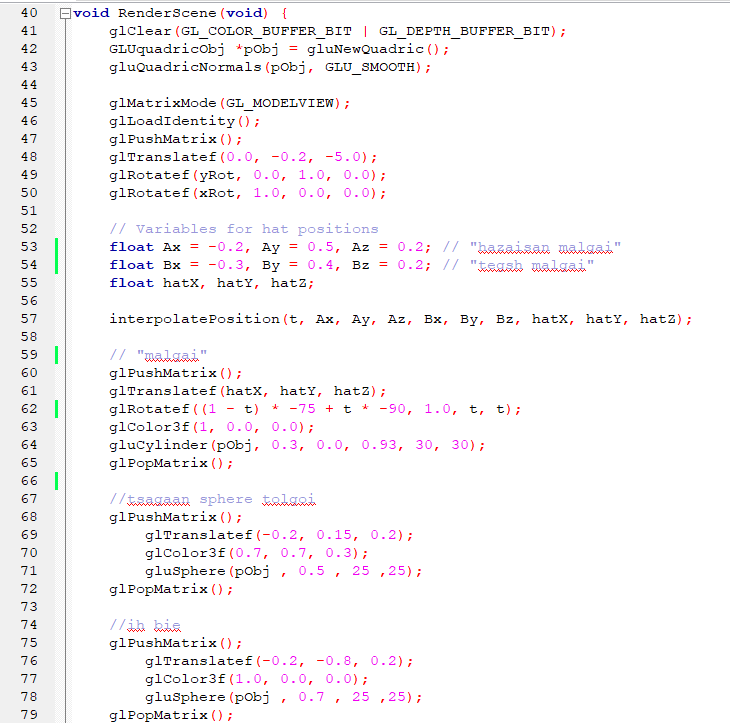 40 void RenderScene(void) {
41 glClear(GL_COLOR_BUFFER_BIT | GL_DEPTH_BUFFER_BIT);
42 GLUquadricObj *pObj = gluNewQuadric();
43 gluQuadricNormals(pObj, GLU_SMOOTH);
44
45 glMatrixMode(GL_MODELVIEW);
46 glLoadIdentity();
47 glPushMatrix();
48 glTranslatef(0.0, -0.2, -5.0);
49 glRotatef(yRot, 0.0, 1.0, 0.0);
50 glRotatef(xRot, 1.0, 0.0, 0.0);
51
52 // Variables for hat positions
53 float Ax = -0.2, Ay = 0.5, Az = 0.2; // "hazaisan malgai"
54 float Bx = -0.3, By = 0.4, Bz = 0.2; // "tegsh malgai"
55 float hatX, hatY, hatZ;
56
57 interpolatePosition(t, Ax, Ay, Az, Bx, By, Bz, hatX, hatY, hatZ);
58
59 // "malgai"
60 glPushMatrix();
61 glTranslatef(hatX, hatY, hatZ);
62 glRotatef((1 - t) * -75 + t * -90, 1.0, t, t);
63 glColor3f(1, 0.0, 0.0);
64 gluCylinder(pObj, 0.3, 0.0, 0.93, 30, 30);
65 glPopMatrix();
66
67 //tsagaan sphere tolgoi
68 glPushMatrix();
69 glTranslatef(-0.2, 0.15, 0.2);
70 glColor3f(0.7, 0.7, 0.3);
71 gluSphere(pObj , 0.5 , 25 ,25);
72 glPopMatrix();
73
74 //ih bie
75 glPushMatrix();
76 glTranslatef(-0.2, -0.8, 0.2);
77 glColor3f(1.0, 0.0, 0.0);
78 gluSphere(pObj , 0.7 , 25 ,25);
79 glPopMatrix();